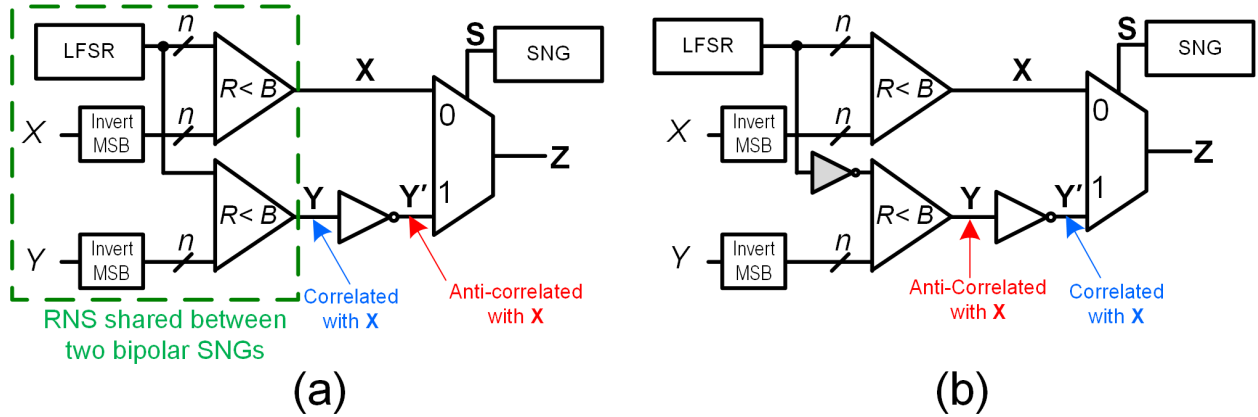 LFSR
n
R< B
X
Invert
MSB
n
X
S
SNG
0
1
Z
Y
Invert
MSB
n
R< B
Y
Y'
Correlated
with X
Anti-correlated
with X
RNS shared between
two bipolar SNGs
(a)
LFSR
n
R< B
X
Invert
MSB
n
X
S
SNG
0
1
Z
Y
Invert
MSB
n
R< B
Y
Y'
Anti-Correlated
with X
Correlated
with X
(b)